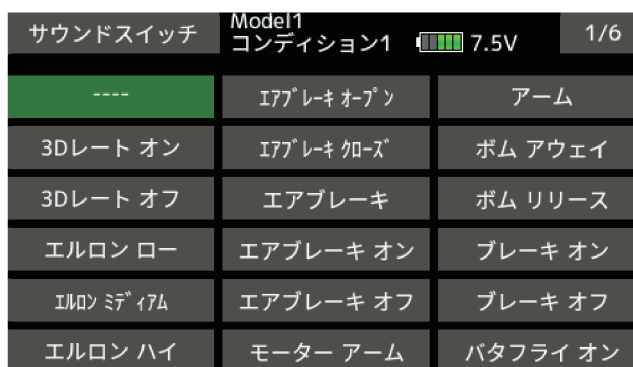 サウンドスイッチ Model1 1/6
コンディション1 7.5V
---- エアブレーキ オープン アーム
3Dレート オン エアブレーキ クローズ ボム アウェイ
3Dレート オフ エアブレーキ ボム リリース
エルロン ロー エアブレーキ オン ブレーキ オン
エルロン ミディアム エアブレーキ オフ ブレーキ オフ
エルロン ハイ モーター アーム バタフライ オン